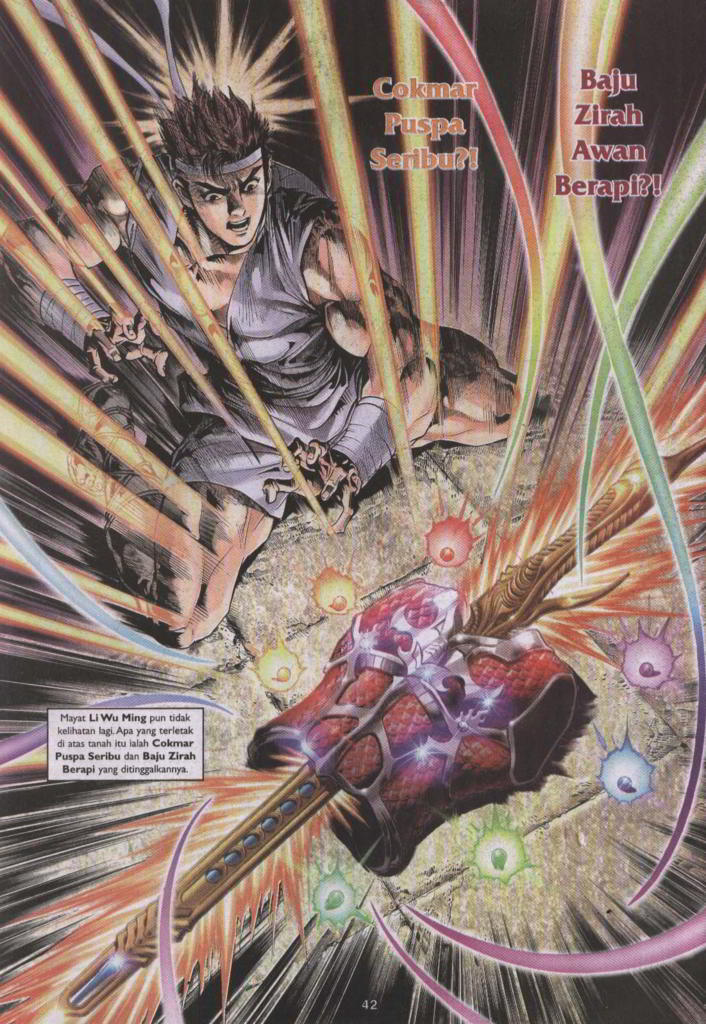 Cokmar
Puspa
Seribu?!
Baju
Zirah
Awan
Berapi?!
Mayat Li Wu Ming pun tidak
kelihatan lagi. Apa yang terletak
di atas tanah itu ialah Cokmar
Puspa Seribu dan Baju Zirah
Berapi yang ditinggalkannya.
42